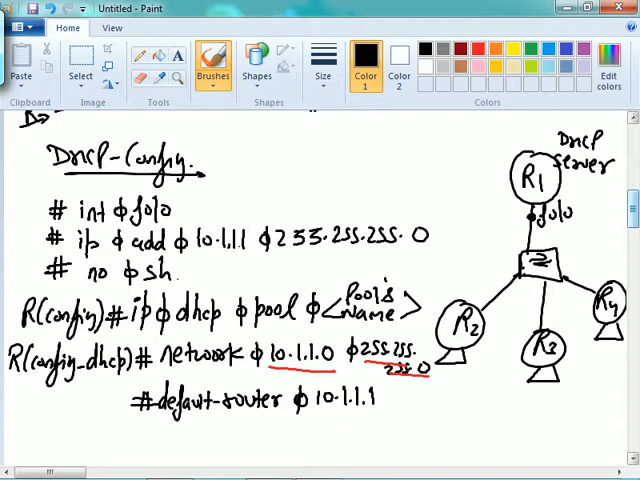 Untitled - Paint
Home
View
Paste
Select
Brushes
Shapes
Size
Color 1
Color 2
Edit colors
Clipboard
Image
Tools
Shapes
Colors
DHCP-Config.
# int ϕ f0/0
# ip ϕ add ϕ 10.1.1.1 ϕ 255.255.255.0
# no ϕ sh.
R(config)# ip ϕ dhcp ϕ pool ϕ <Pool's Name>
R(config-dhcp)# network ϕ 10.1.1.0 ϕ 255.255.
255.0
# default-router ϕ 10.1.1.1
DHCP
Server
R1
f0/0
R2
R3
R4